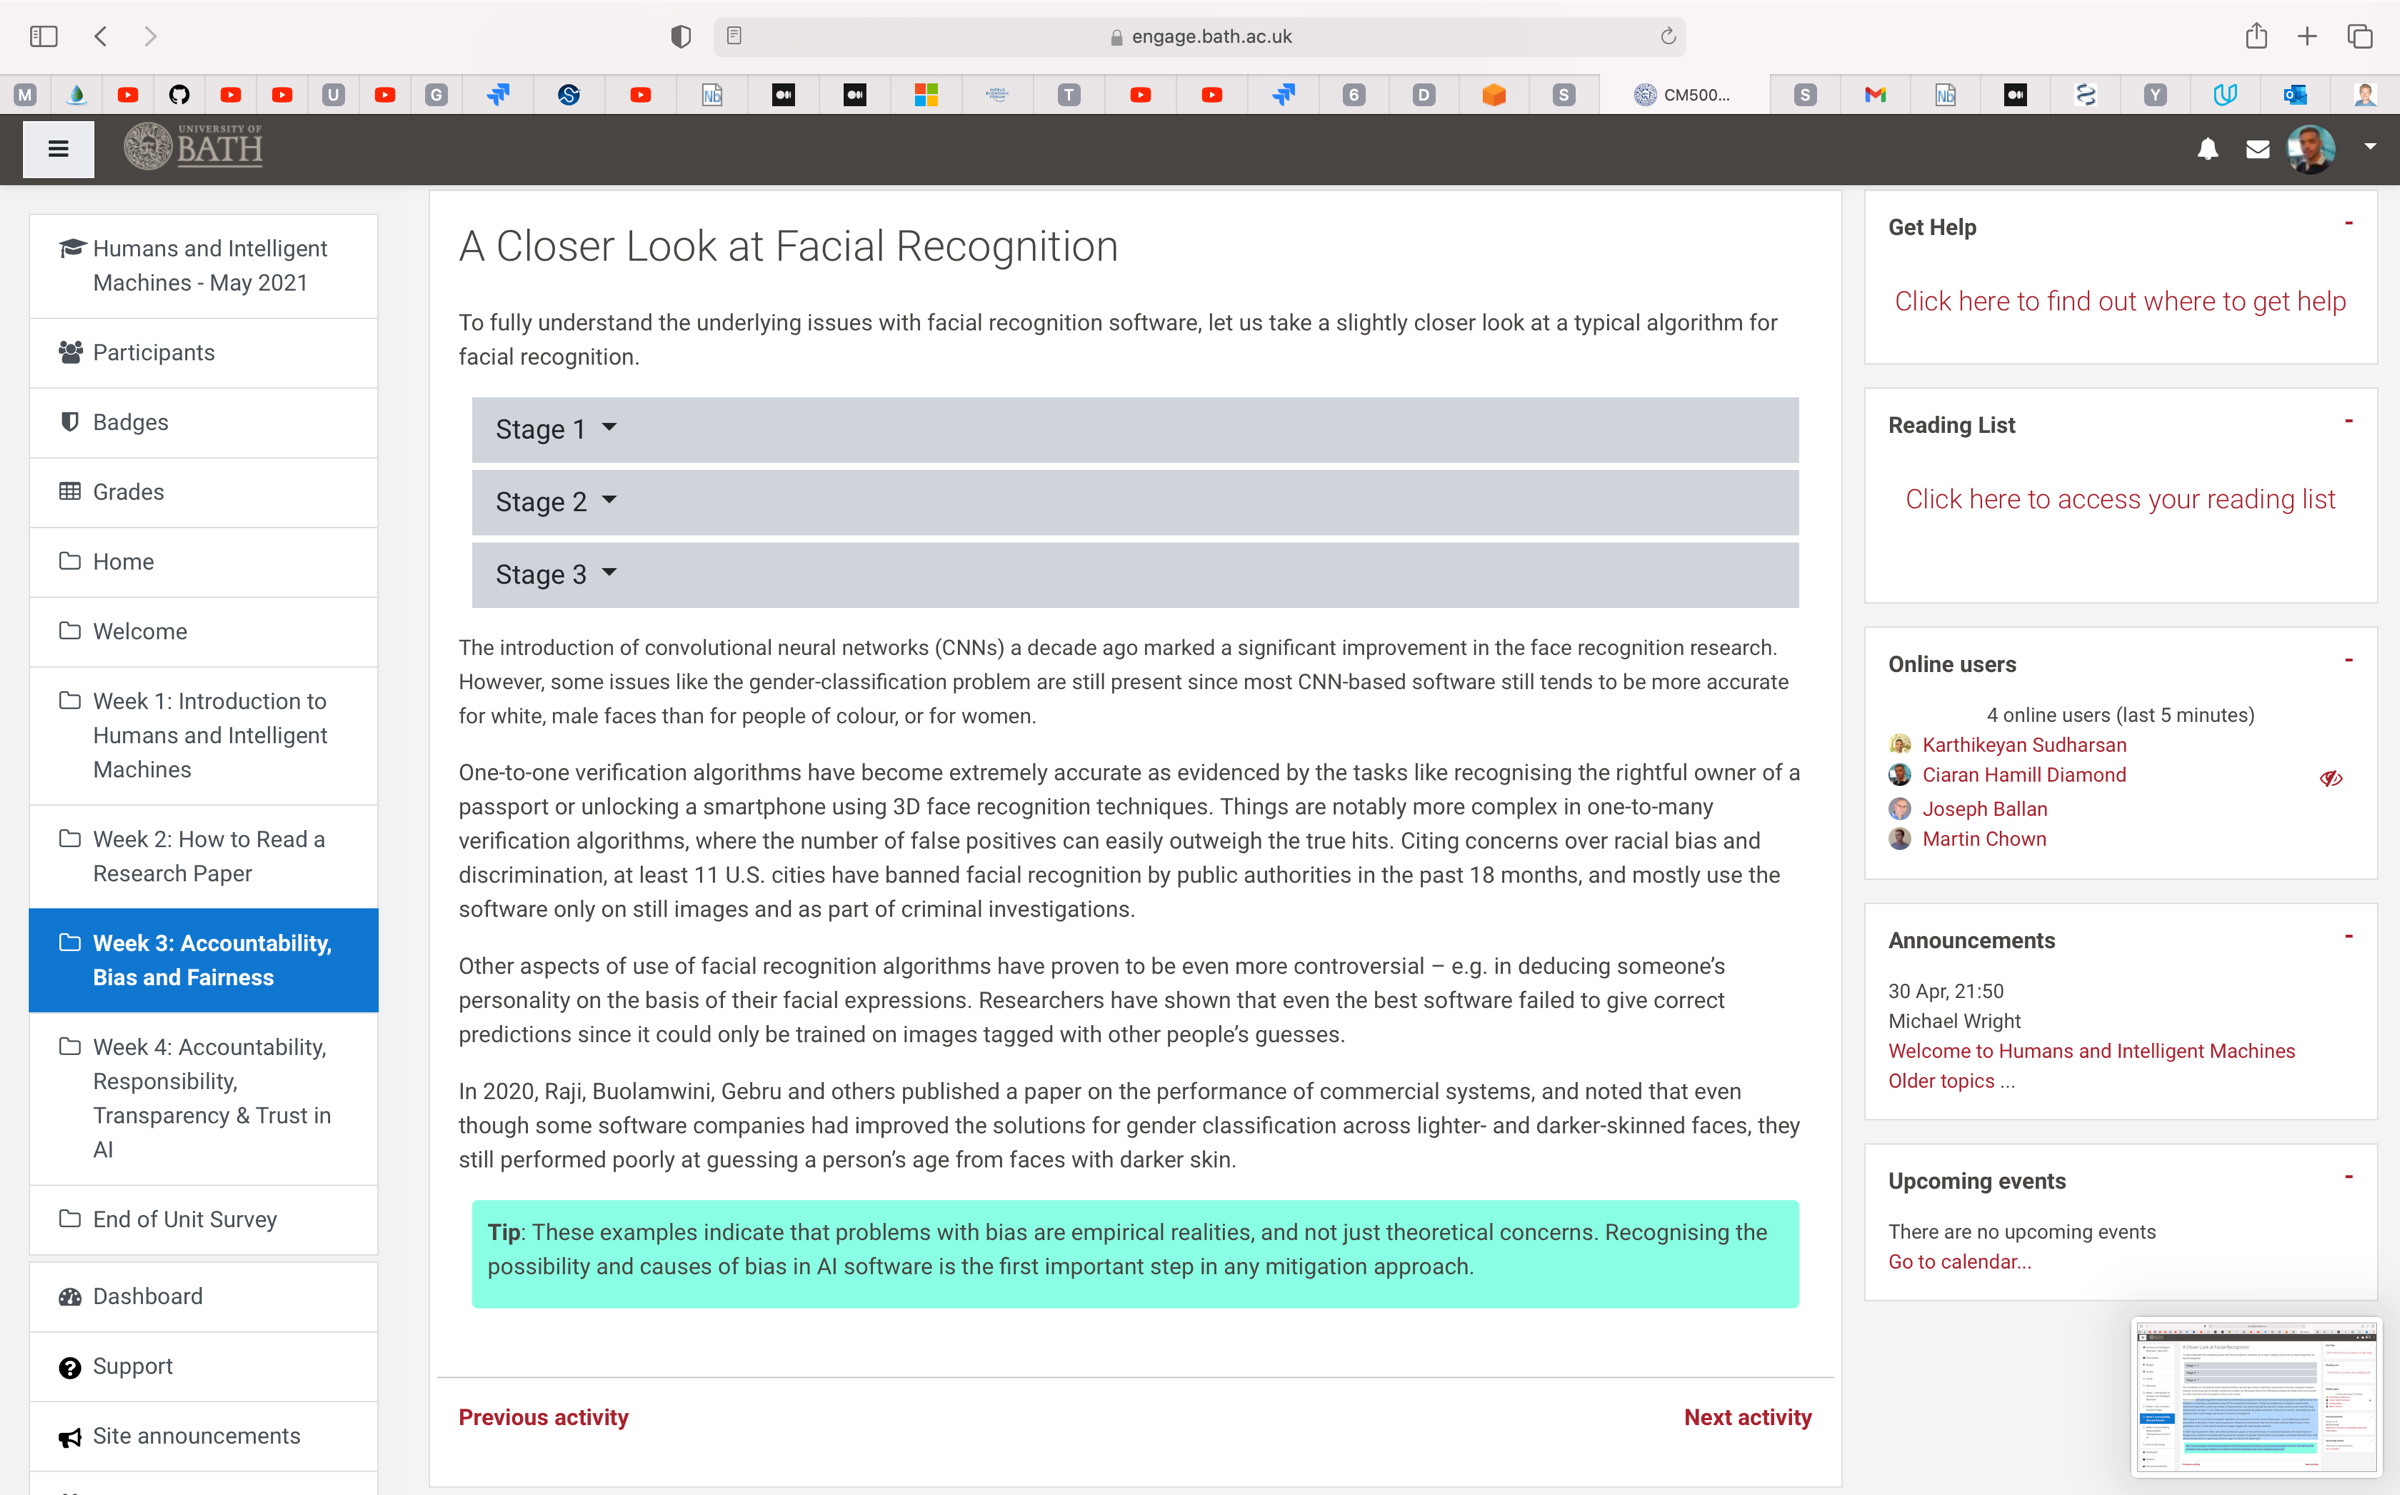 engage.bath.ac.uk
M
U
G
Nb
WORLD ECONOMIC FORUM
T
6
D
S
CM500...
S
Nb
Y
UNIVERSITY OF
BATH
Humans and Intelligent
Machines - May 2021
Participants
Badges
Grades
Home
Welcome
Week 1: Introduction to
Humans and Intelligent
Machines
Week 2: How to Read a
Research Paper
Week 3: Accountability,
Bias and Fairness
Week 4: Accountability,
Responsibility,
Transparency & Trust in
AI
End of Unit Survey
Dashboard
Support
Site announcements
A Closer Look at Facial Recognition
To fully understand the underlying issues with facial recognition software, let us take a slightly closer look at a typical algorithm for
facial recognition.
Stage 1
Stage 2
Stage 3
The introduction of convolutional neural networks (CNNs) a decade ago marked a significant improvement in the face recognition research.
However, some issues like the gender-classification problem are still present since most CNN-based software still tends to be more accurate
for white, male faces than for people of colour, or for women.
One-to-one verification algorithms have become extremely accurate as evidenced by the tasks like recognising the rightful owner of a
passport or unlocking a smartphone using 3D face recognition techniques. Things are notably more complex in one-to-many
verification algorithms, where the number of false positives can easily outweigh the true hits. Citing concerns over racial bias and
discrimination, at least 11 U.S. cities have banned facial recognition by public authorities in the past 18 months, and mostly use the
software only on still images and as part of criminal investigations.
Other aspects of use of facial recognition algorithms have proven to be even more controversial – e.g. in deducing someone’s
personality on the basis of their facial expressions. Researchers have shown that even the best software failed to give correct
predictions since it could only be trained on images tagged with other people’s guesses.
In 2020, Raji, Buolamwini, Gebru and others published a paper on the performance of commercial systems, and noted that even
though some software companies had improved the solutions for gender classification across lighter- and darker-skinned faces, they
still performed poorly at guessing a person’s age from faces with darker skin.
Tip: These examples indicate that problems with bias are empirical realities, and not just theoretical concerns. Recognising the
possibility and causes of bias in AI software is the first important step in any mitigation approach.
Previous activity
Next activity
Get Help
-
Click here to find out where to get help
Reading List
-
Click here to access your reading list
Online users
-
4 online users (last 5 minutes)
Karthikeyan Sudharsan
Ciaran Hamill Diamond
Joseph Ballan
Martin Chown
Announcements
-
30 Apr, 21:50
Michael Wright
Welcome to Humans and Intelligent Machines
Older topics ...
Upcoming events
-
There are no upcoming events
Go to calendar...